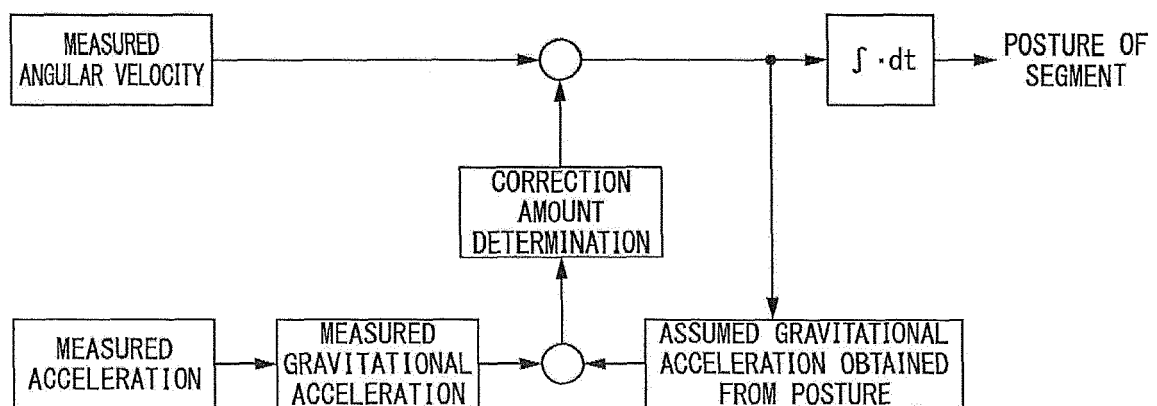 MEASURED
ANGULAR VELOCITY
∫ ·dt
POSTURE OF
SEGMENT
CORRECTION
AMOUNT
DETERMINATION
MEASURED
ACCELERATION
MEASURED
GRAVITATIONAL
ACCELERATION
ASSUMED GRAVITATIONAL
ACCELERATION OBTAINED
FROM POSTURE